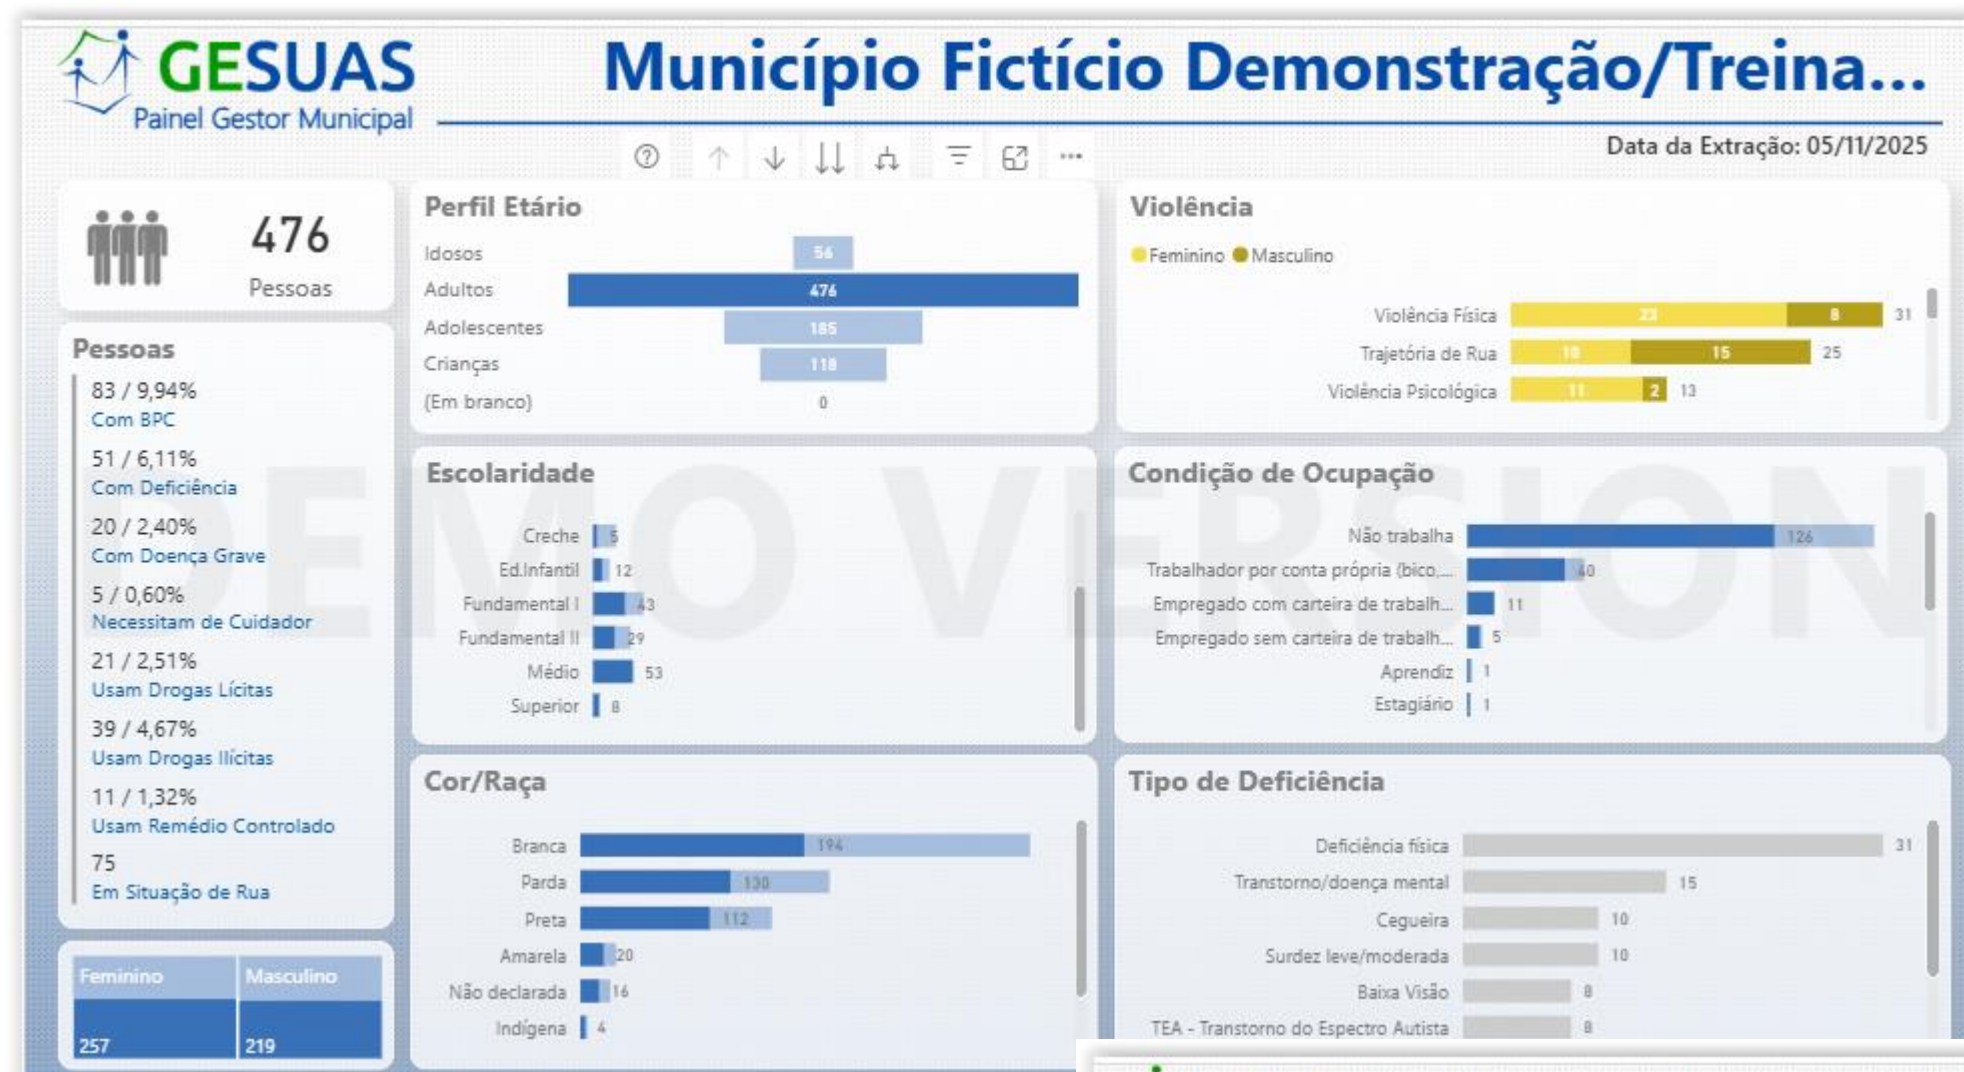 GESUAS
Painel Gestor Municipal
Município Fictício Demonstração/Treina...
Data da Extração: 05/11/2025
476
Pessoas
Pessoas
83 / 9,94%
Com BPC
51 / 6,11%
Com Deficiência
20 / 2,40%
Com Doença Grave
5 / 0,60%
Necessitam de Cuidador
21 / 2,51%
Usam Drogas Lícitas
39 / 4,67%
Usam Drogas Ilícitas
11 / 1,32%
Usam Remédio Controlado
75
Em Situação de Rua
Feminino Masculino
257 219
Perfil Etário
Idosos 56
Adultos 476
Adolescentes 185
Crianças 118
(Em branco) 0
Violência
Feminino Masculino
Violência Física 23 8 31
Trajetória de Rua 10 15 25
Violência Psicológica 11 2 13
Escolaridade
Creche 5
Ed.Infantil 12
Fundamental I 43
Fundamental II 29
Médio 53
Superior 8
Condição de Ocupação
Não trabalha 126
Trabalhador por conta própria (bico,... 40
Empregado com carteira de trabalh... 11
Empregado sem carteira de trabalh... 5
Aprendiz 1
Estagiário 1
Cor/Raça
Branca 194
Parda 130
Preta 112
Amarela 20
Não declarada 16
Indígena 4
Tipo de Deficiência
Deficiência física 31
Transtorno/doença mental 15
Cegueira 10
Surdez leve/moderada 10
Baixa Visão 8
TEA - Transtorno do Espectro Autista 8
DEMO VERSION